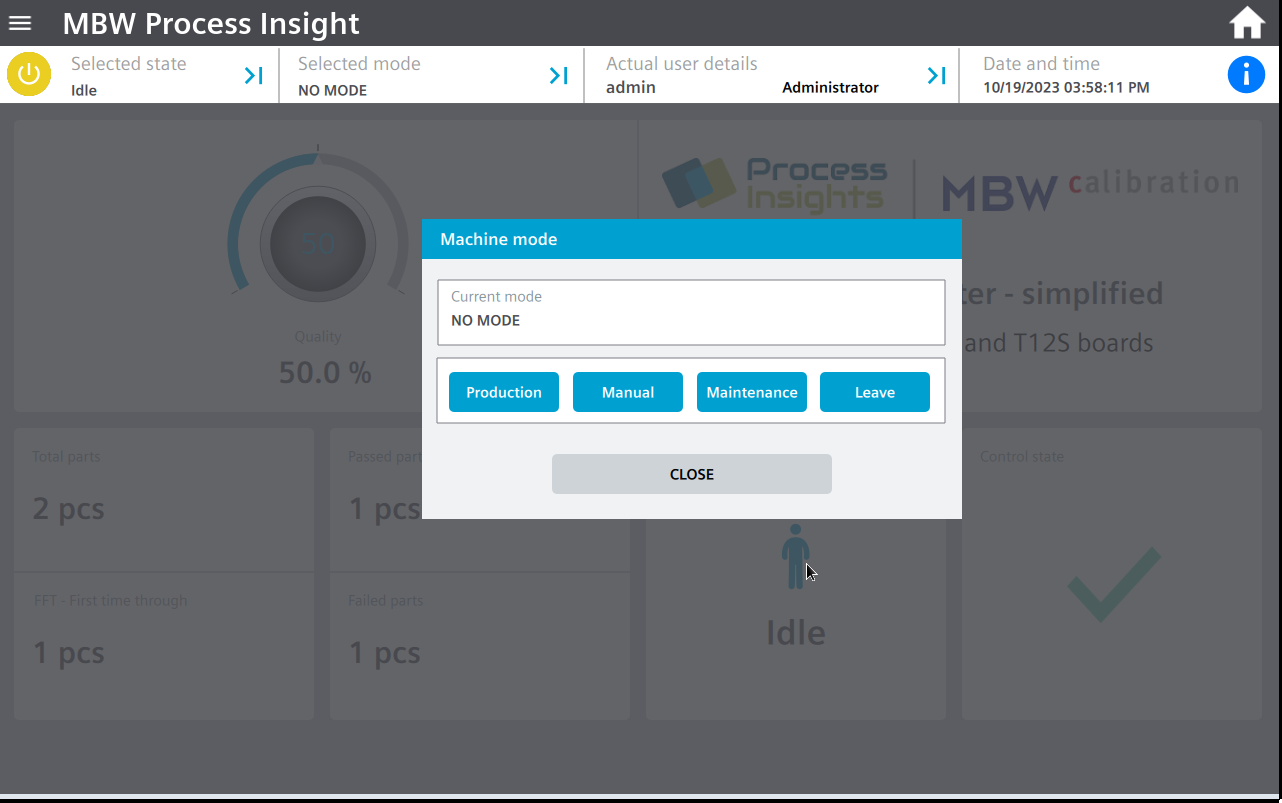 MBW Process Insight
Selected state
Idle
Selected mode
NO MODE
Actual user details
admin Administrator
Date and time
10/19/2023 03:58:11 PM
50
Quality
50.0 %
Process
Insights
MBW calibration
ter - simplified
and T12S boards
Machine mode
Current mode
NO MODE
Production Manual Maintenance Leave
CLOSE
Total parts
2 pcs
Passed part
1 pcs
FFT - First time through
1 pcs
Failed parts
1 pcs
Idle
Control state